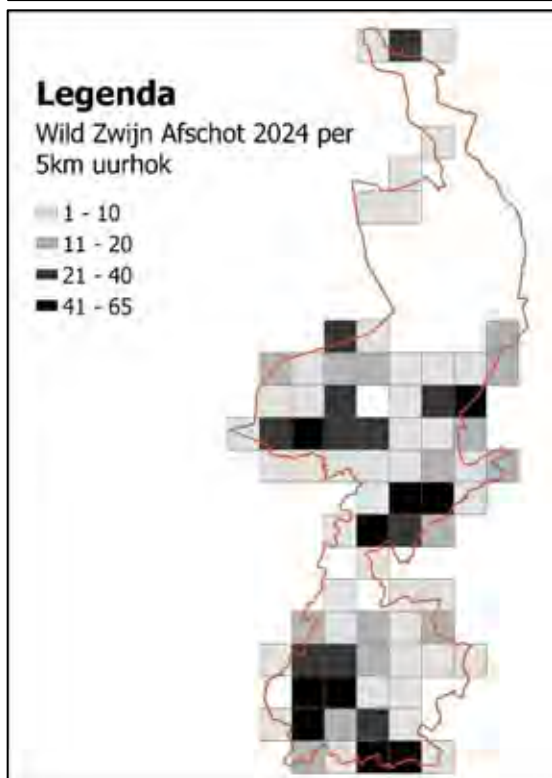 Legenda
Wild Zwijn Afschot 2024 per
5km uurhok
1 - 10
11 - 20
21 - 40
41 - 65